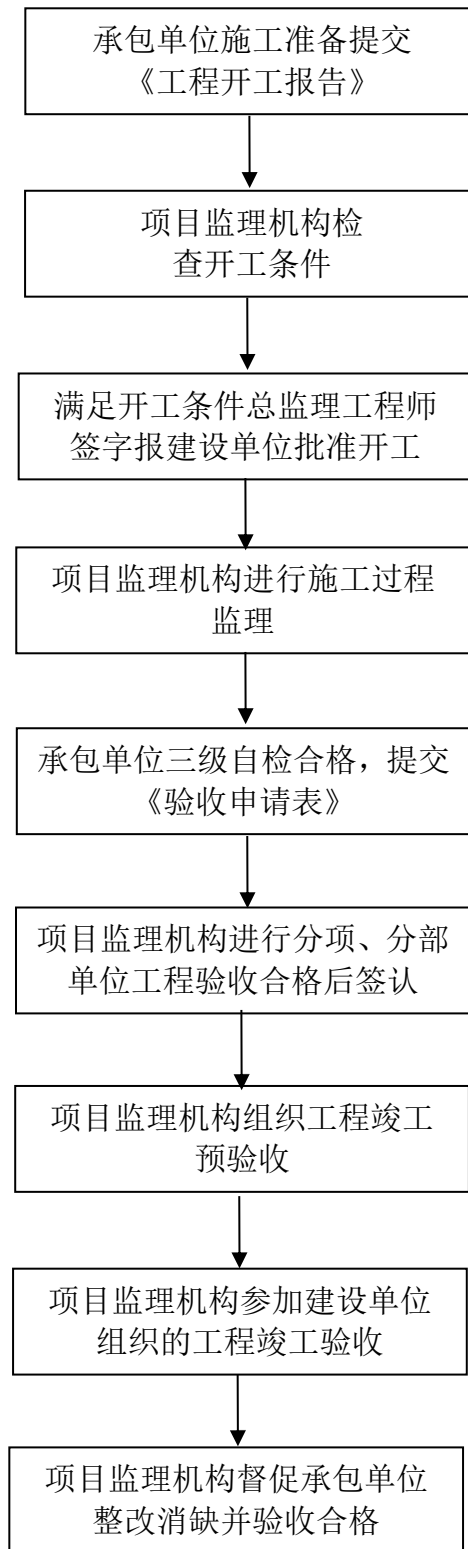 承包单位施工准备提交
《工程开工报告》
项目监理机构检
查开工条件
满足开工条件总监理工程师
签字报建设单位批准开工
项目监理机构进行施工过程
监理
承包单位三级自检合格，提交
《验收申请表》
项目监理机构进行分项、分部
单位工程验收合格后签认
项目监理机构组织工程竣工
预验收
项目监理机构参加建设单位
组织的工程竣工验收
项目监理机构督促承包单位
整改消缺并验收合格